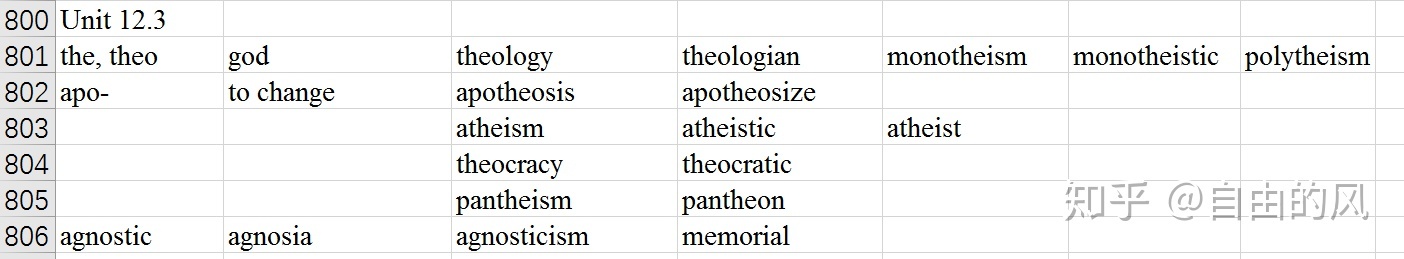 800 Unit 12.3
801 the, theo god theology theologian monotheism monotheistic polytheism
802 apo- to change apotheosis apotheosize
803 atheism atheistic atheist
804 theocracy theocratic
805 pantheism pantheon
知乎 @自由的风
806 agnostic agnosia agnosticism memorial